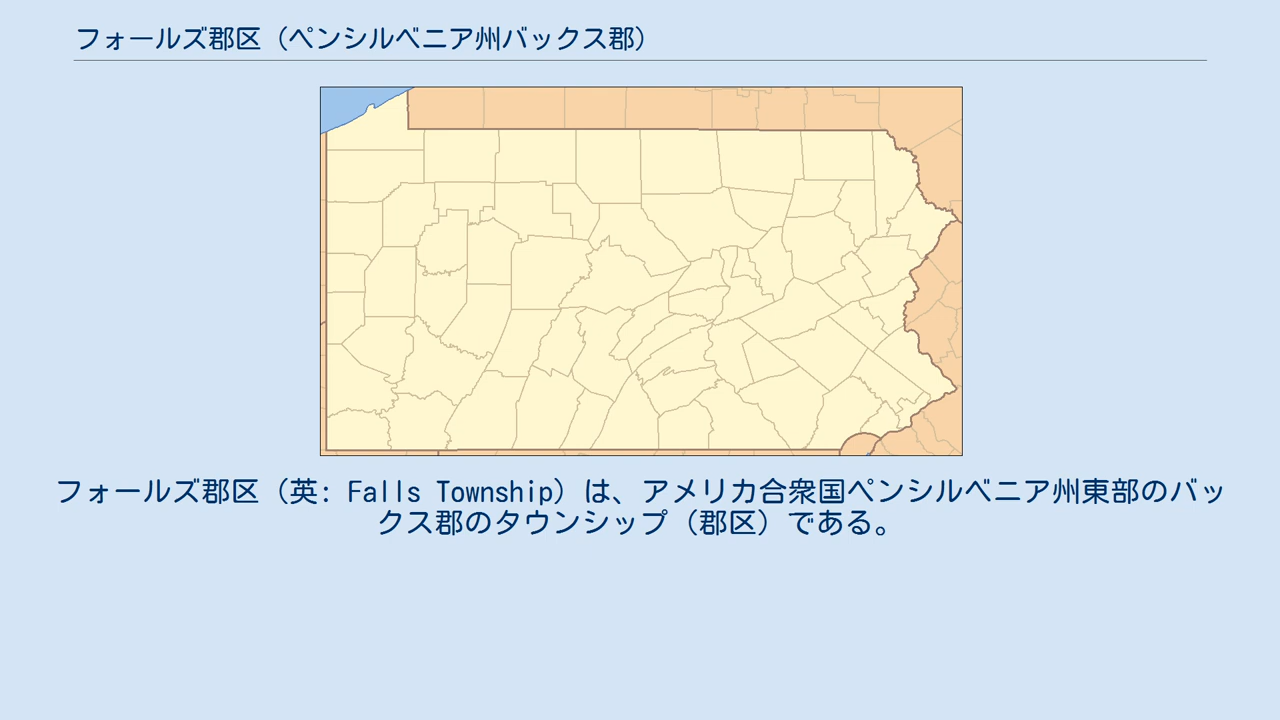 フォールズ郡区（ペンシルベニア州バックス郡）
フォールズ郡区（英: Falls Township）は、アメリカ合衆国ペンシルベニア州東部のバッ
クス郡のタウンシップ（郡区）である。